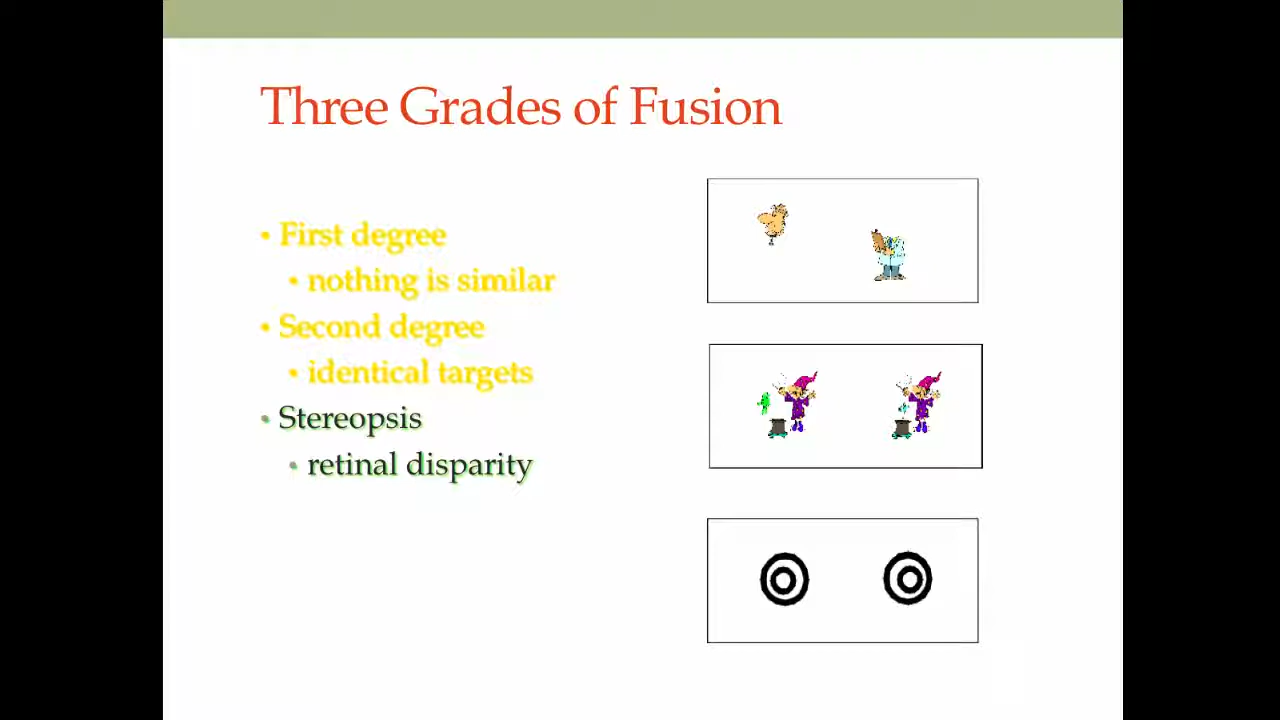 Three Grades of Fusion
• First degree
• nothing is similar
• Second degree
• identical targets
• Stereopsis
• retinal disparity